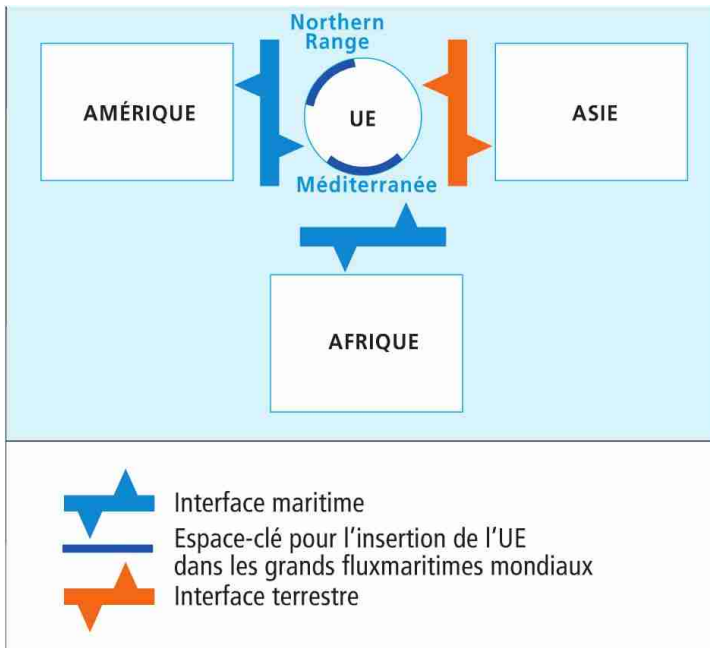 Northern
Range
AMÉRIQUE
UE
ASIE
Méditerranée
AFRIQUE
Interface maritime
Espace-clé pour l'insertion de l'UE
dans les grands fluxmaritimes mondiaux
Interface terrestre